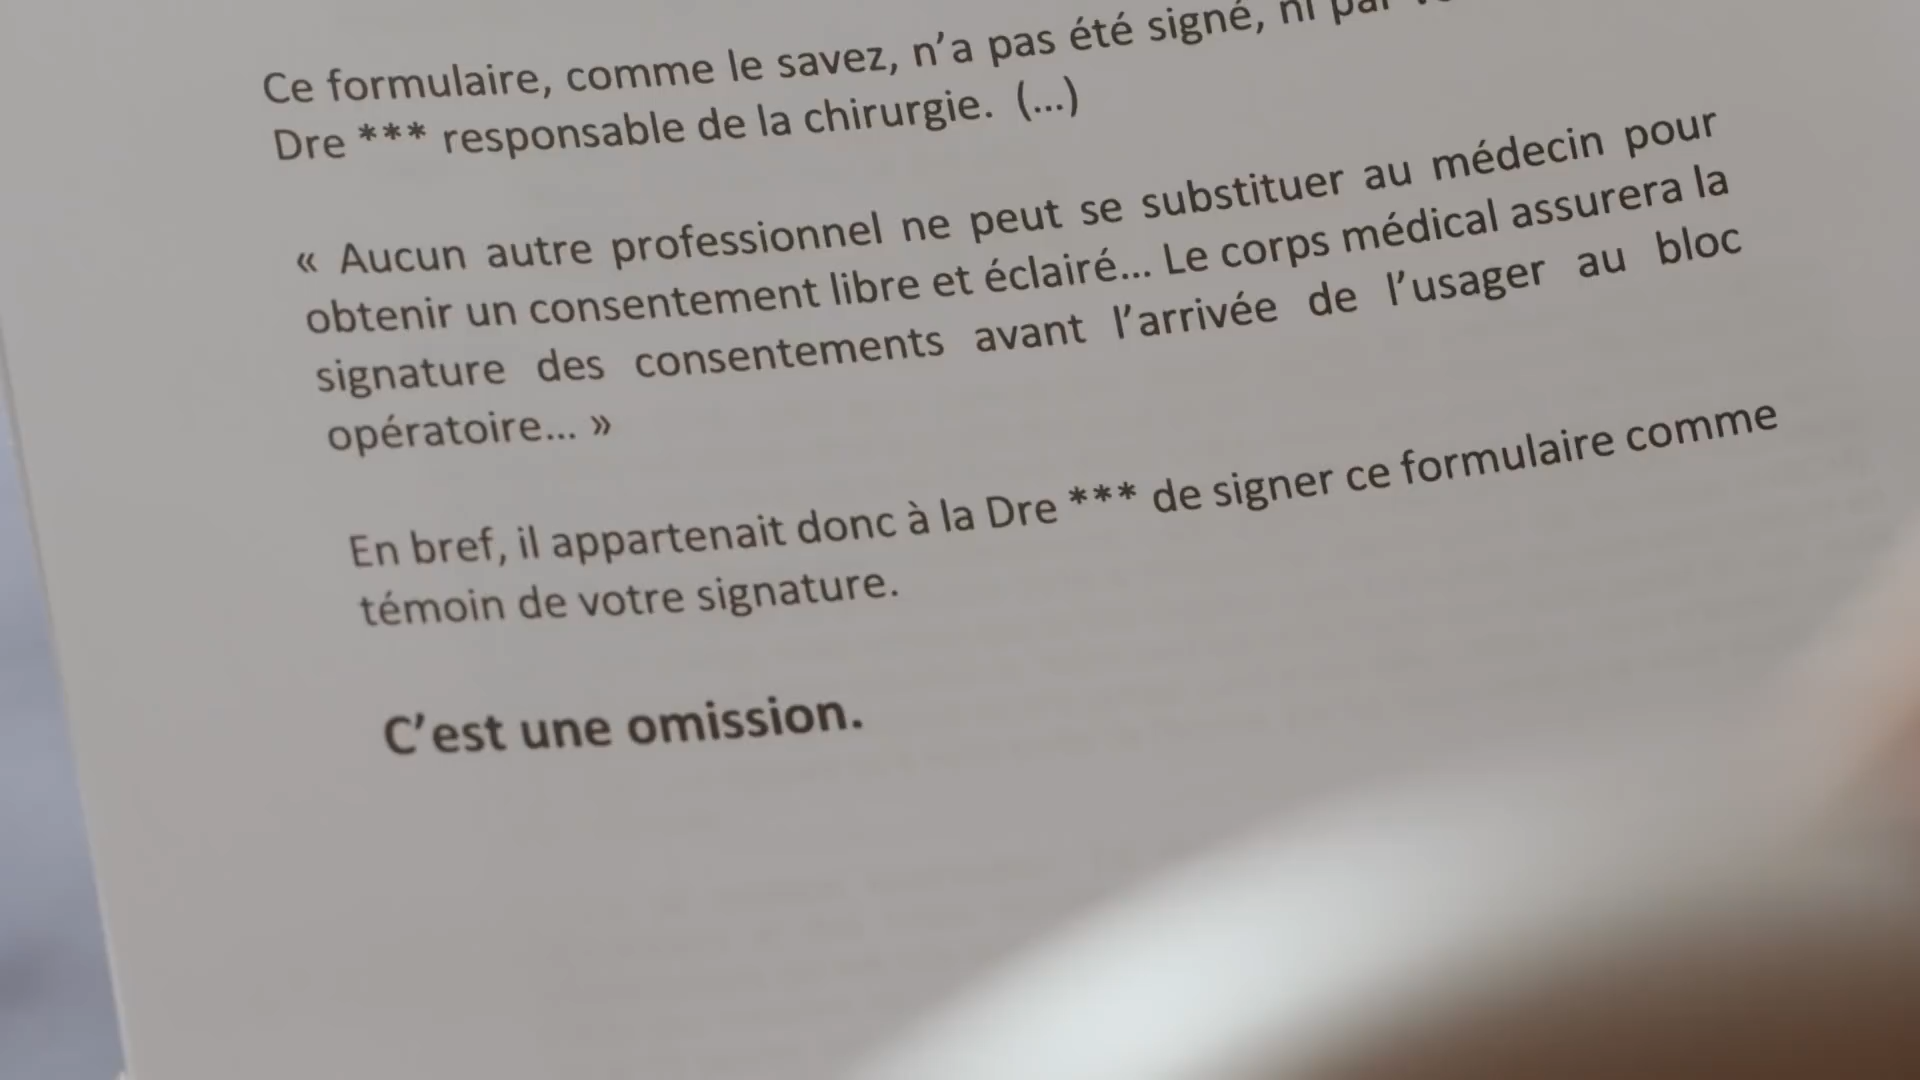 Ce formulaire, comme le savez, n'a pas été signé, ni par
Dre *** responsable de la chirurgie. (...)
« Aucun autre professionnel ne peut se substituer au médecin pour
obtenir un consentement libre et éclairé... Le corps médical assurera la
signature des consentements avant l'arrivée de l'usager au bloc
opératoire... »
En bref, il appartenait donc à la Dre *** de signer ce formulaire comme
témoin de votre signature.
C'est une omission.